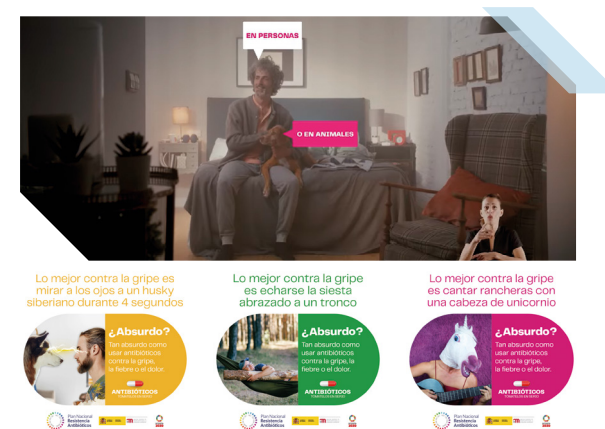 EN PERSONAS
O EN ANIMALES
Lo mejor contra la gripe es
mirar a los ojos a un husky
siberiano durante 4 segundos
¿Absurdo?
Tan absurdo como
usar antibióticos
contra la gripe,
la fiebre o el dolor.
ANTIBIÓTICOS
Plan Nacional
Resistencia
Antibióticos
Lo mejor contra la gripe
es echarse la siesta
abrazado a un tronco
¿Absurdo?
Tan absurdo como
usar antibióticos
contra la gripe,
la fiebre o el dolor.
ANTIBIÓTICOS
Plan Nacional
Resistencia
Antibióticos
Lo mejor contra la gripe
es cantar rancheras con
una cabeza de unicornio
¿Absurdo?
Tan absurdo como
usar antibióticos
contra la gripe,
la fiebre o el dolor.
ANTIBIÓTICOS
Plan Nacional
Resistencia
Antibióticos